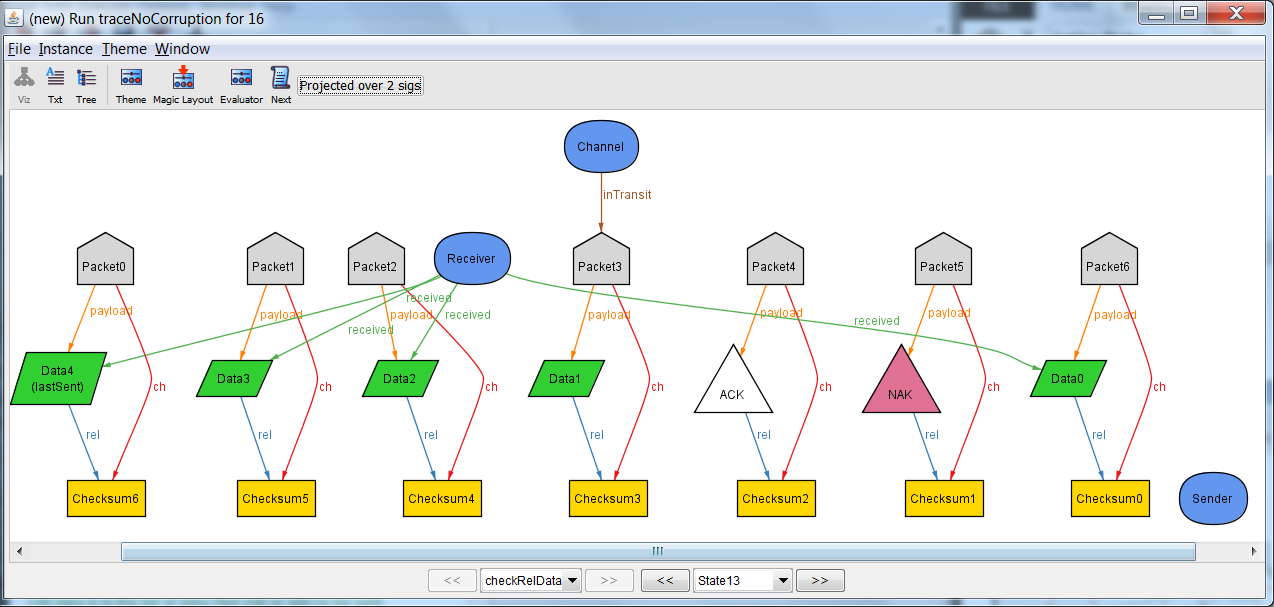 (new) Run traceNoCorruption for 16
File Instance Theme Window
Viz Txt Tree Theme Magic Layout Evaluator Next Projected over 2 sigs
Channel
inTransit
Packet0 Packet1 Packet2 Receiver Packet3 Packet4 Packet5 Packet6
received
payload payload payload received payload payload payload received payload
received
Data4
(lastSent)
Data3 Data2 Data1 ACK NAK Data0
ch ch ch ch ch ch ch
rel rel rel rel rel rel rel
Checksum6 Checksum5 Checksum4 Checksum3 Checksum2 Checksum1 Checksum0 Sender
<< checkRelData >> << State13 >>